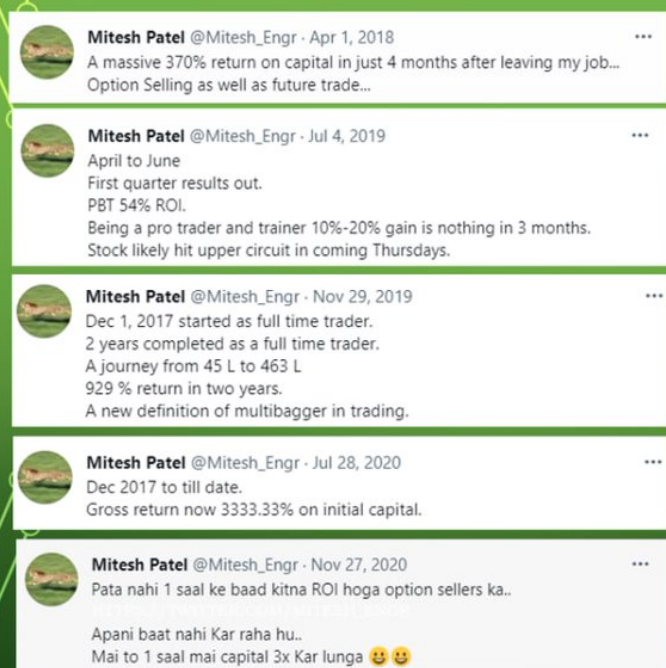 Mitesh Patel @Mitesh_Engr · Apr 1, 2018
A massive 370% return on capital in just 4 months after leaving my job...
Option Selling as well as future trade...
Mitesh Patel @Mitesh_Engr · Jul 4, 2019
April to June
First quarter results out.
PBT 54% ROI.
Being a pro trader and trainer 10%-20% gain is nothing in 3 months.
Stock likely hit upper circuit in coming Thursdays.
Mitesh Patel @Mitesh_Engr · Nov 29, 2019
Dec 1, 2017 started as full time trader.
2 years completed as a full time trader.
A journey from 45 L to 463 L
929 % return in two years.
A new definition of multibagger in trading.
Mitesh Patel @Mitesh_Engr · Jul 28, 2020
Dec 2017 to till date.
Gross return now 3333.33% on initial capital.
Mitesh Patel @Mitesh_Engr · Nov 27, 2020
Pata nahi 1 saal ke baad kitna ROI hoga option sellers ka..
Apani baat nahi Kar raha hu..
Mai to 1 saal mai capital 3x Kar lunga 😀😀